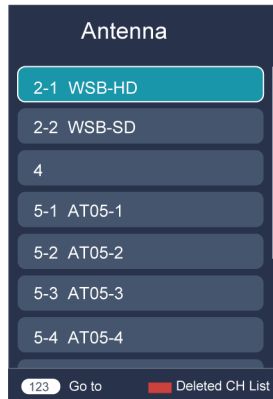 Antenna
2-1 WSB-HD
2-2 WSB-SD
4
5-1 AT05-1
5-2 AT05-2
5-3 AT05-3
5-4 AT05-4
123 Go to Deleted CH List